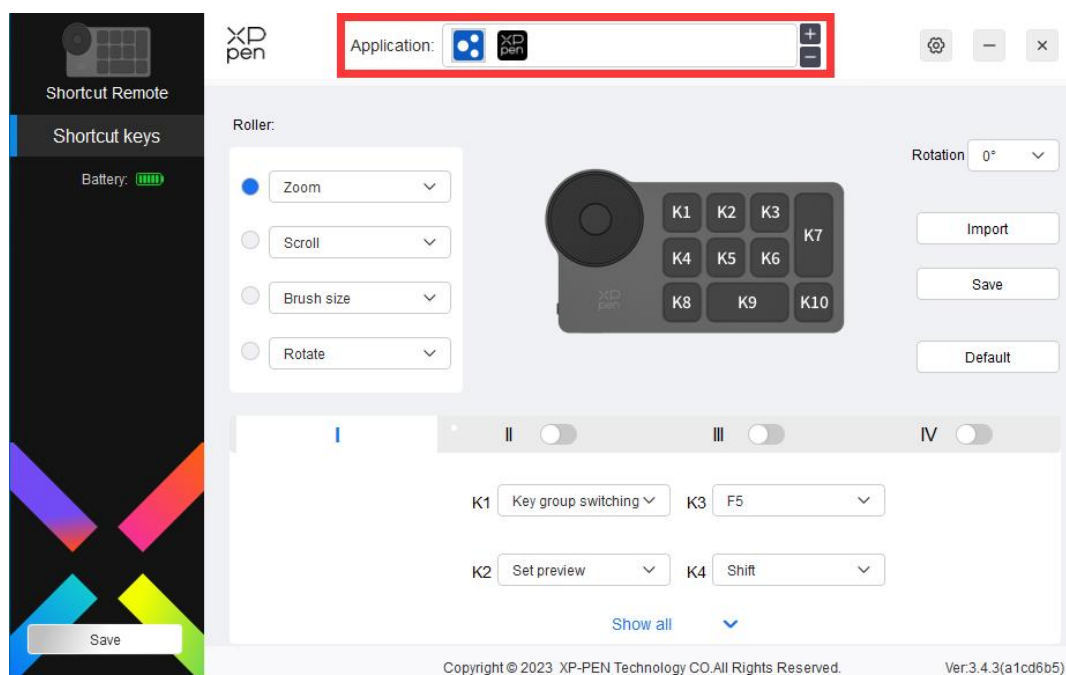 XP
pen
Application:
XP
pen
+
−
Shortcut Remote
Shortcut keys
Battery:
Roller:
Rotation 0°
Zoom
Scroll
Brush size
Rotate
K1 K2 K3
K7
K4 K5 K6
K8 K9 K10
XP
pen
Import
Save
Default
I II III IV
K1 Key group switching K3 F5
K2 Set preview K4 Shift
Show all
Save
Copyright © 2023 XP-PEN Technology CO.All Rights Reserved. Ver:3.4.3(a1cd6b5)